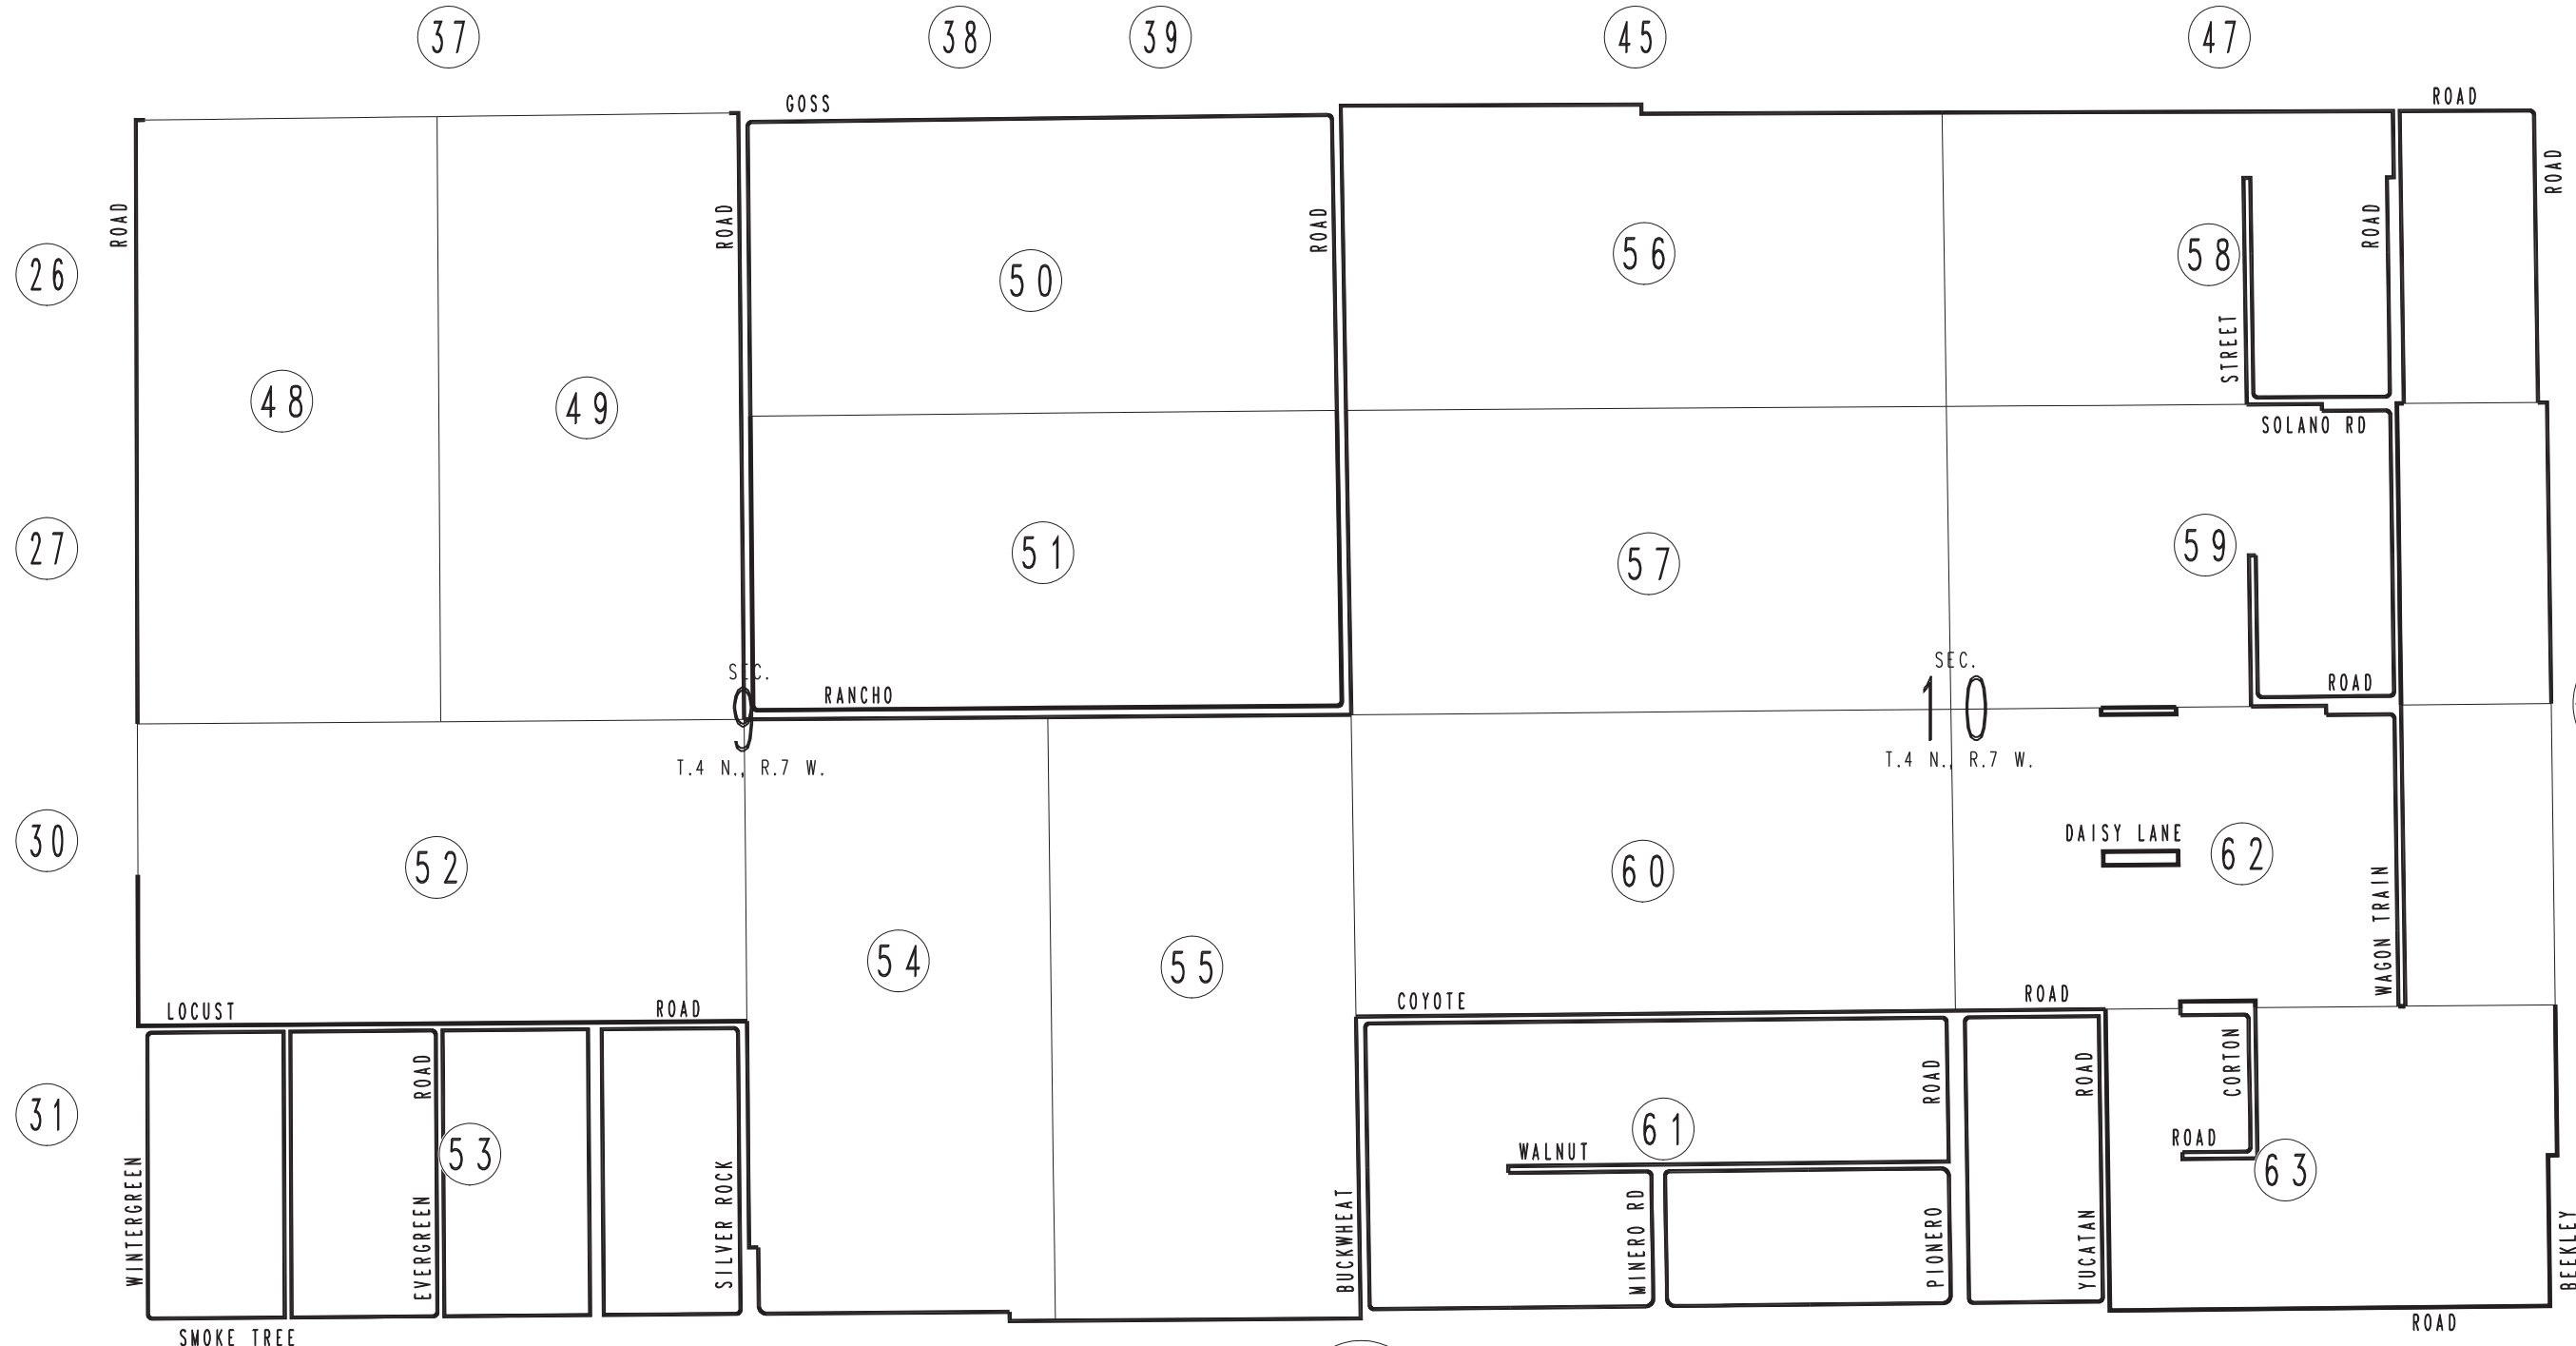 37
38
39
45
47
GOSS
ROAD
ROAD
ROAD
ROAD
ROAD
ROAD
26
50
56
58
STREET
48
49
SOLANO RD
27
51
57
59
SEC.
9
T.4 N., R.7 W.
RANCHO
SEC.
10
T.4 N., R.7 W.
ROAD
30
52
54
55
60
DAISY LANE
62
WAGON TRAIN
LOCUST
ROAD
COYOTE
ROAD
31
WINTERGREEN
EVERGREEN
ROAD
53
SILVER ROCK
BUCKWHEAT
WALNUT
61
MINERO RD
PIONERO
ROAD
YUCATAN
ROAD
CORTON
ROAD
63
BEEKLEY
SMOKE TREE
ROAD